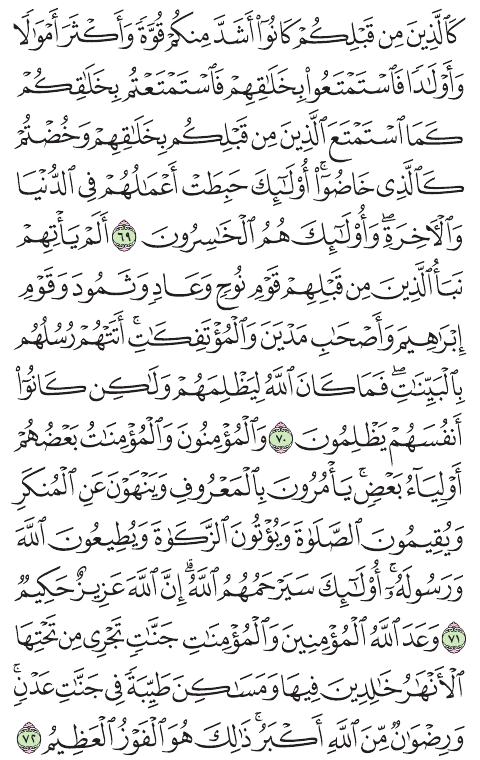 كَٱلَّذِينَ مِن قَبْلِكُمْ كَانُوٓا۟ أَشَدَّ مِنكُمْ قُوَّةً وَأَكْثَرَ أَمْوَٰلًا
وَأَوْلَٰدًا فَٱسْتَمْتَعُوا۟ بِخَلَٰقِهِمْ فَٱسْتَمْتَعْتُم بِخَلَٰقِكُمْ
كَمَا ٱسْتَمْتَعَ ٱلَّذِينَ مِن قَبْلِكُم بِخَلَٰقِهِمْ وَخُضْتُمْ
كَٱلَّذِى خَاضُوٓا۟ ۚ أُو۟لَٰٓئِكَ حَبِطَتْ أَعْمَٰلُهُمْ فِى ٱلدُّنْيَا
وَٱلْءَاخِرَةِ ۖ وَأُو۟لَٰٓئِكَ هُمُ ٱلْخَٰسِرُونَ ٦٩ أَلَمْ يَأْتِهِمْ
نَبَأُ ٱلَّذِينَ مِن قَبْلِهِمْ قَوْمِ نُوحٍ وَعَادٍ وَثَمُودَ وَقَوْمِ
إِبْرَٰهِيمَ وَأَصْحَٰبِ مَدْيَنَ وَٱلْمُؤْتَفِكَٰتِ ۚ أَتَتْهُمْ رُسُلُهُم
بِٱلْبَيِّنَٰتِ ۖ فَمَا كَانَ ٱللَّهُ لِيَظْلِمَهُمْ وَلَٰكِن كَانُوٓا۟
أَنفُسَهُمْ يَظْلِمُونَ ٧٠ وَٱلْمُؤْمِنُونَ وَٱلْمُؤْمِنَٰتُ بَعْضُهُمْ
أَوْلِيَآءُ بَعْضٍ ۚ يَأْمُرُونَ بِٱلْمَعْرُوفِ وَيَنْهَوْنَ عَنِ ٱلْمُنكَرِ
وَيُقِيمُونَ ٱلصَّلَوٰةَ وَيُؤْتُونَ ٱلزَّكَوٰةَ وَيُطِيعُونَ ٱللَّهَ
وَرَسُولَهُۥٓ ۚ أُو۟لَٰٓئِكَ سَيَرْحَمُهُمُ ٱللَّهُ ۗ إِنَّ ٱللَّهَ عَزِيزٌ حَكِيمٌ
٧١ وَعَدَ ٱللَّهُ ٱلْمُؤْمِنِينَ وَٱلْمُؤْمِنَٰتِ جَنَّٰتٍ تَجْرِى مِن تَحْتِهَا
ٱلْأَنْهَٰرُ خَٰلِدِينَ فِيهَا وَمَسَٰكِنَ طَيِّبَةً فِى جَنَّٰتِ عَدْنٍ ۚ
وَرِضْوَٰنٌ مِّنَ ٱللَّهِ أَكْبَرُ ۚ ذَٰلِكَ هُوَ ٱلْفَوْزُ ٱلْعَظِيمُ ٧٢